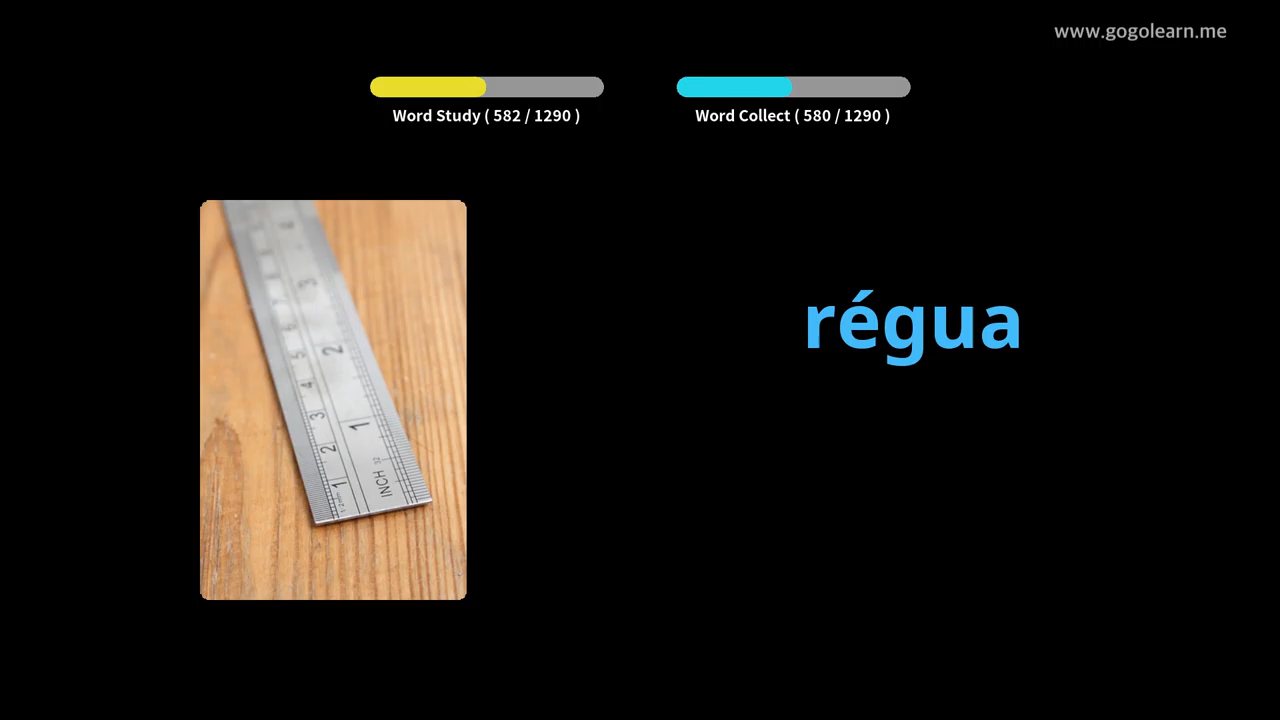 www.gogolearn.me
Word Study ( 582 / 1290 )
Word Collect ( 580 / 1290 )
régua
3
2
1
INCH 32
6
5
4
3
2
1